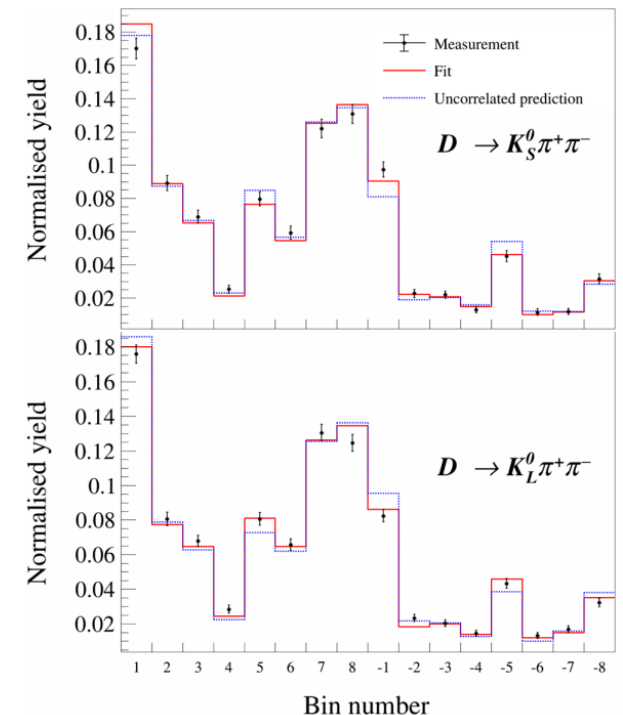 Normalised yield
0.18
0.16
0.14
0.12
0.1
0.08
0.06
0.04
0.02
Measurement
Fit
Uncorrelated prediction
D → K⁰_S π⁺π⁻
Normalised yield
0.18
0.16
0.14
0.12
0.1
0.08
0.06
0.04
0.02
D → K⁰_L π⁺π⁻
1 2 3 4 5 6 7 8 -1 -2 -3 -4 -5 -6 -7 -8
Bin number